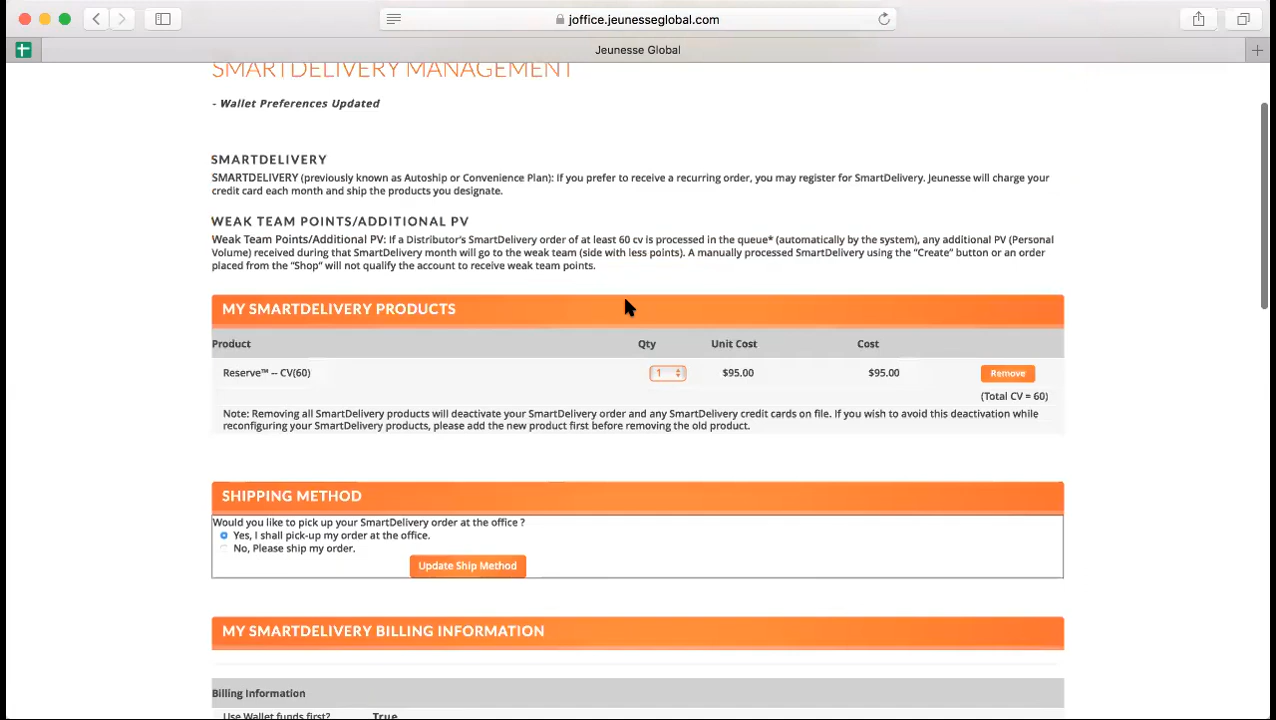 joffice.jeunesseglobal.com
Jeunesse Global
SMARTDELIVERY MANAGEMENT
- Wallet Preferences Updated
SMARTDELIVERY
SMARTDELIVERY (previously known as Autoship or Convenience Plan): If you prefer to receive a recurring order, you may register for SmartDelivery. Jeunesse will charge your
credit card each month and ship the products you designate.
WEAK TEAM POINTS/ADDITIONAL PV
Weak Team Points/Additional PV: If a Distributor's SmartDelivery order of at least 60 cv is processed in the queue* (automatically by the system), any additional PV (Personal
Volume) received during that SmartDelivery month will go to the weak team (side with less points). A manually processed SmartDelivery using the "Create" button or an order
placed from the "Shop" will not qualify the account to receive weak team points.
MY SMARTDELIVERY PRODUCTS
Product Qty Unit Cost Cost
Reserve™ -- CV(60) 1 $95.00 $95.00 Remove
(Total CV = 60)
Note: Removing all SmartDelivery products will deactivate your SmartDelivery order and any SmartDelivery credit cards on file. If you wish to avoid this deactivation while
reconfiguring your SmartDelivery products, please add the new product first before removing the old product.
SHIPPING METHOD
Would you like to pick up your SmartDelivery order at the office ?
Yes, I shall pick-up my order at the office.
No, Please ship my order.
Update Ship Method
MY SMARTDELIVERY BILLING INFORMATION
Billing Information
Use Wallet funds first? True